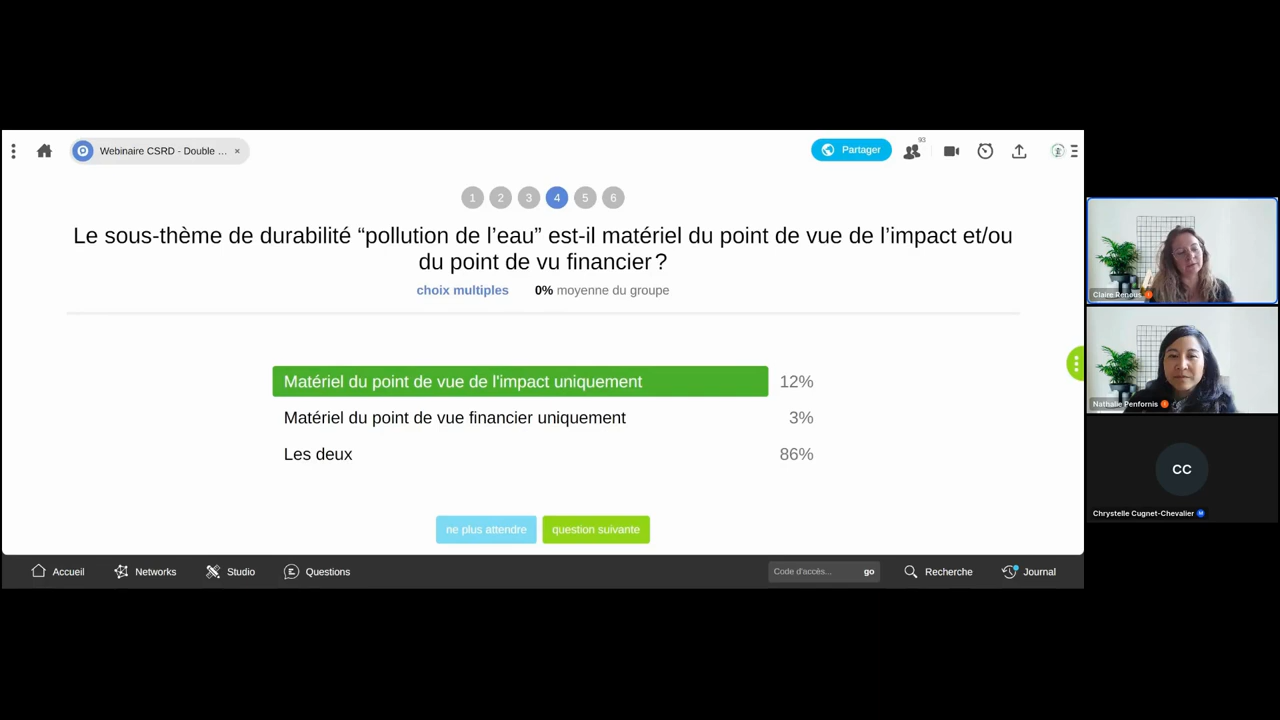 Webinaire CSRD - Double ... ×
Partager
93
1 2 3 4 5 6
Le sous-thème de durabilité “pollution de l’eau” est-il matériel du point de vue de l’impact et/ou
du point de vu financier ?
choix multiples 0% moyenne du groupe
Matériel du point de vue de l'impact uniquement 12%
Matériel du point de vue financier uniquement 3%
Les deux 86%
ne plus attendre question suivante
Accueil Networks Studio Questions Code d'accès... go Recherche Journal
Claire Renous
Nathalie Penfornis
CC
Chrystelle Cugnet-Chevalier